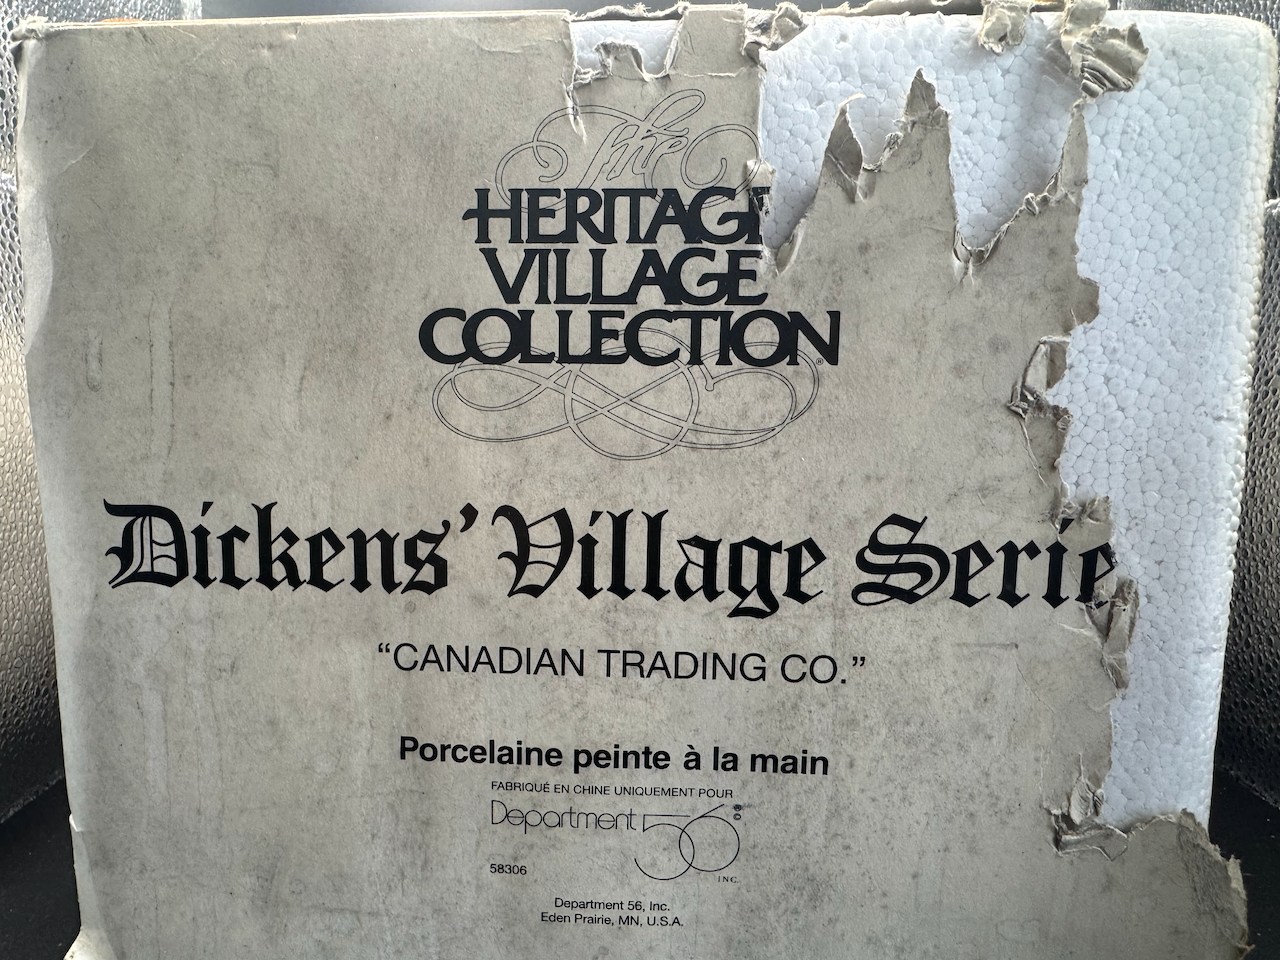 The
HERITAGE
VILLAGE
COLLECTION®
Dickens’ Village Serie
“CANADIAN TRADING CO.”
Porcelaine peinte à la main
FABRIQUÉ EN CHINE UNIQUEMENT POUR
Department 56®
INC.
58306
Department 56, Inc.
Eden Prairie, MN, U.S.A.